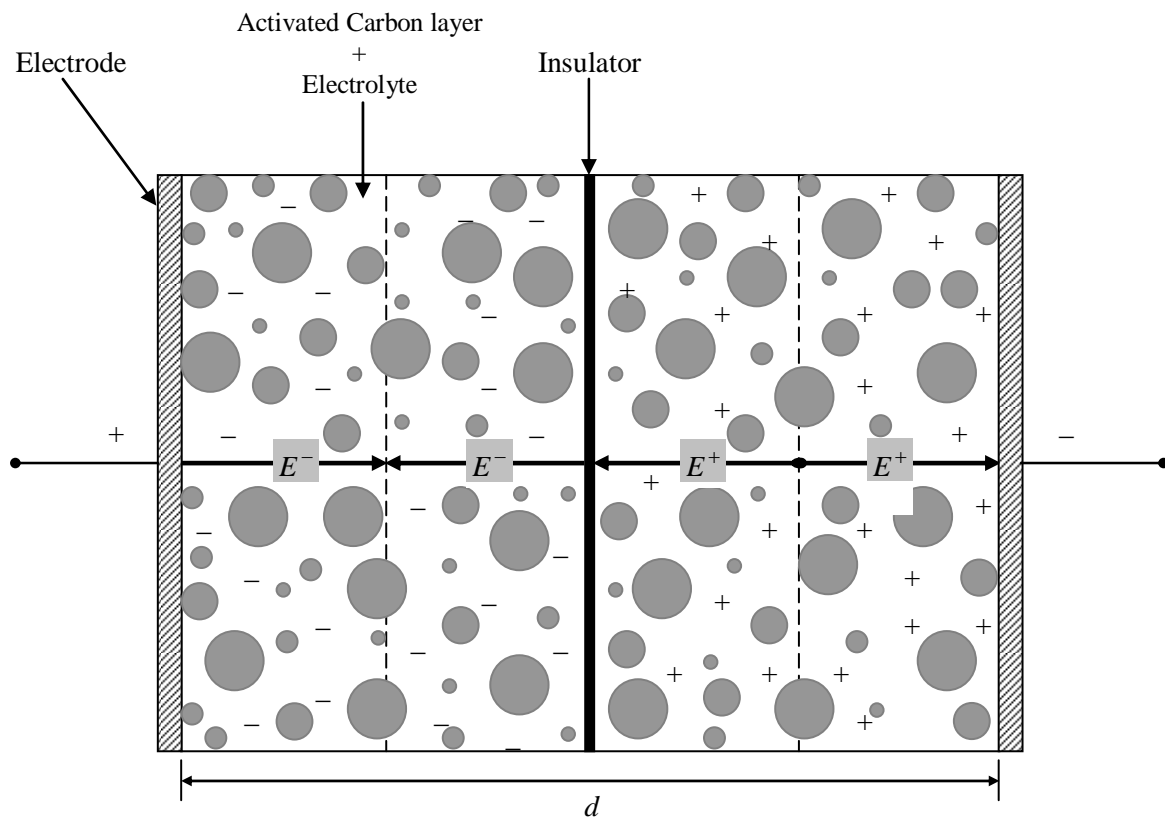 Activated Carbon layer
+
Electrolyte
Electrode
Insulator
+
−
E⁻
E⁻
E⁺
E⁺
d